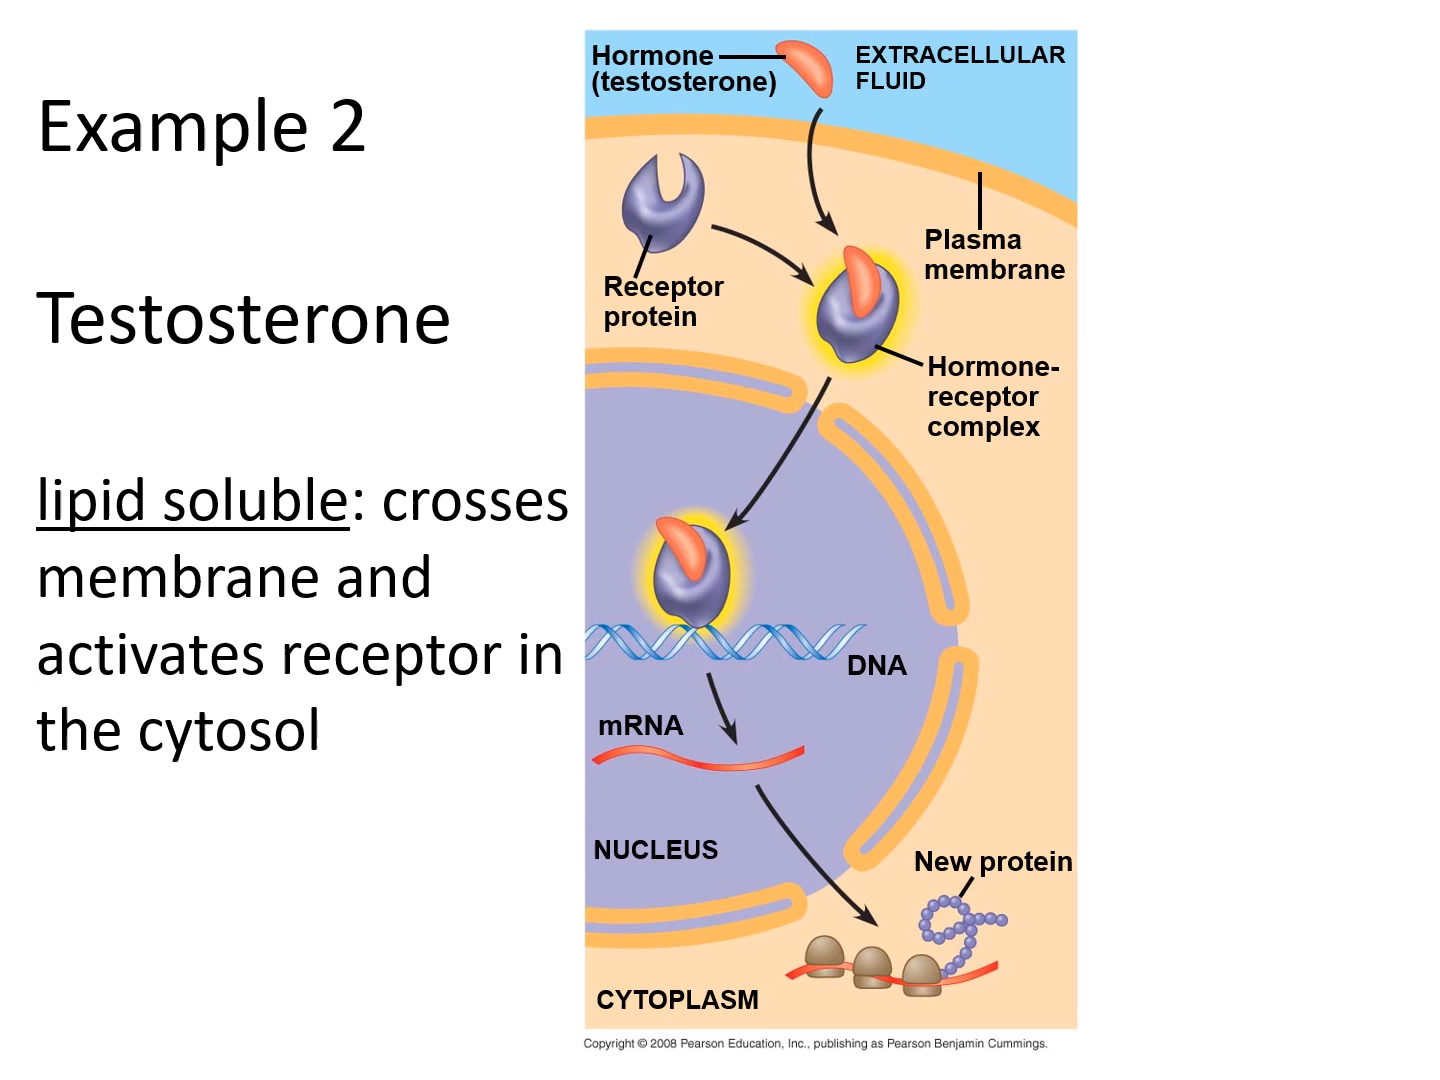 Example 2
Testosterone
lipid soluble: crosses
membrane and
activates receptor in
the cytosol
Hormone
(testosterone)
EXTRACELLULAR
FLUID
Plasma
membrane
Receptor
protein
Hormone-
receptor
complex
DNA
mRNA
NUCLEUS
New protein
CYTOPLASM
Copyright © 2008 Pearson Education, Inc., publishing as Pearson Benjamin Cummings.